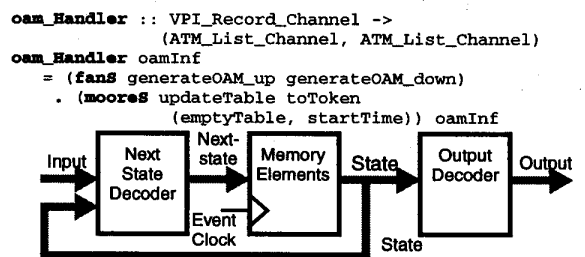 oam_Handler :: VPI_Record_Channel ->
(ATM_List_Channel, ATM_List_Channel)
oam_Handler oamInf
= (fanS generateOAM_up generateOAM_down)
. (mooreS updateTable toToken
(emptyTable, startTime)) oamInf
Input
Next
State
Decoder
Next-
state
Memory
Elements
State
Output
Decoder
Output
Event
Clock
State